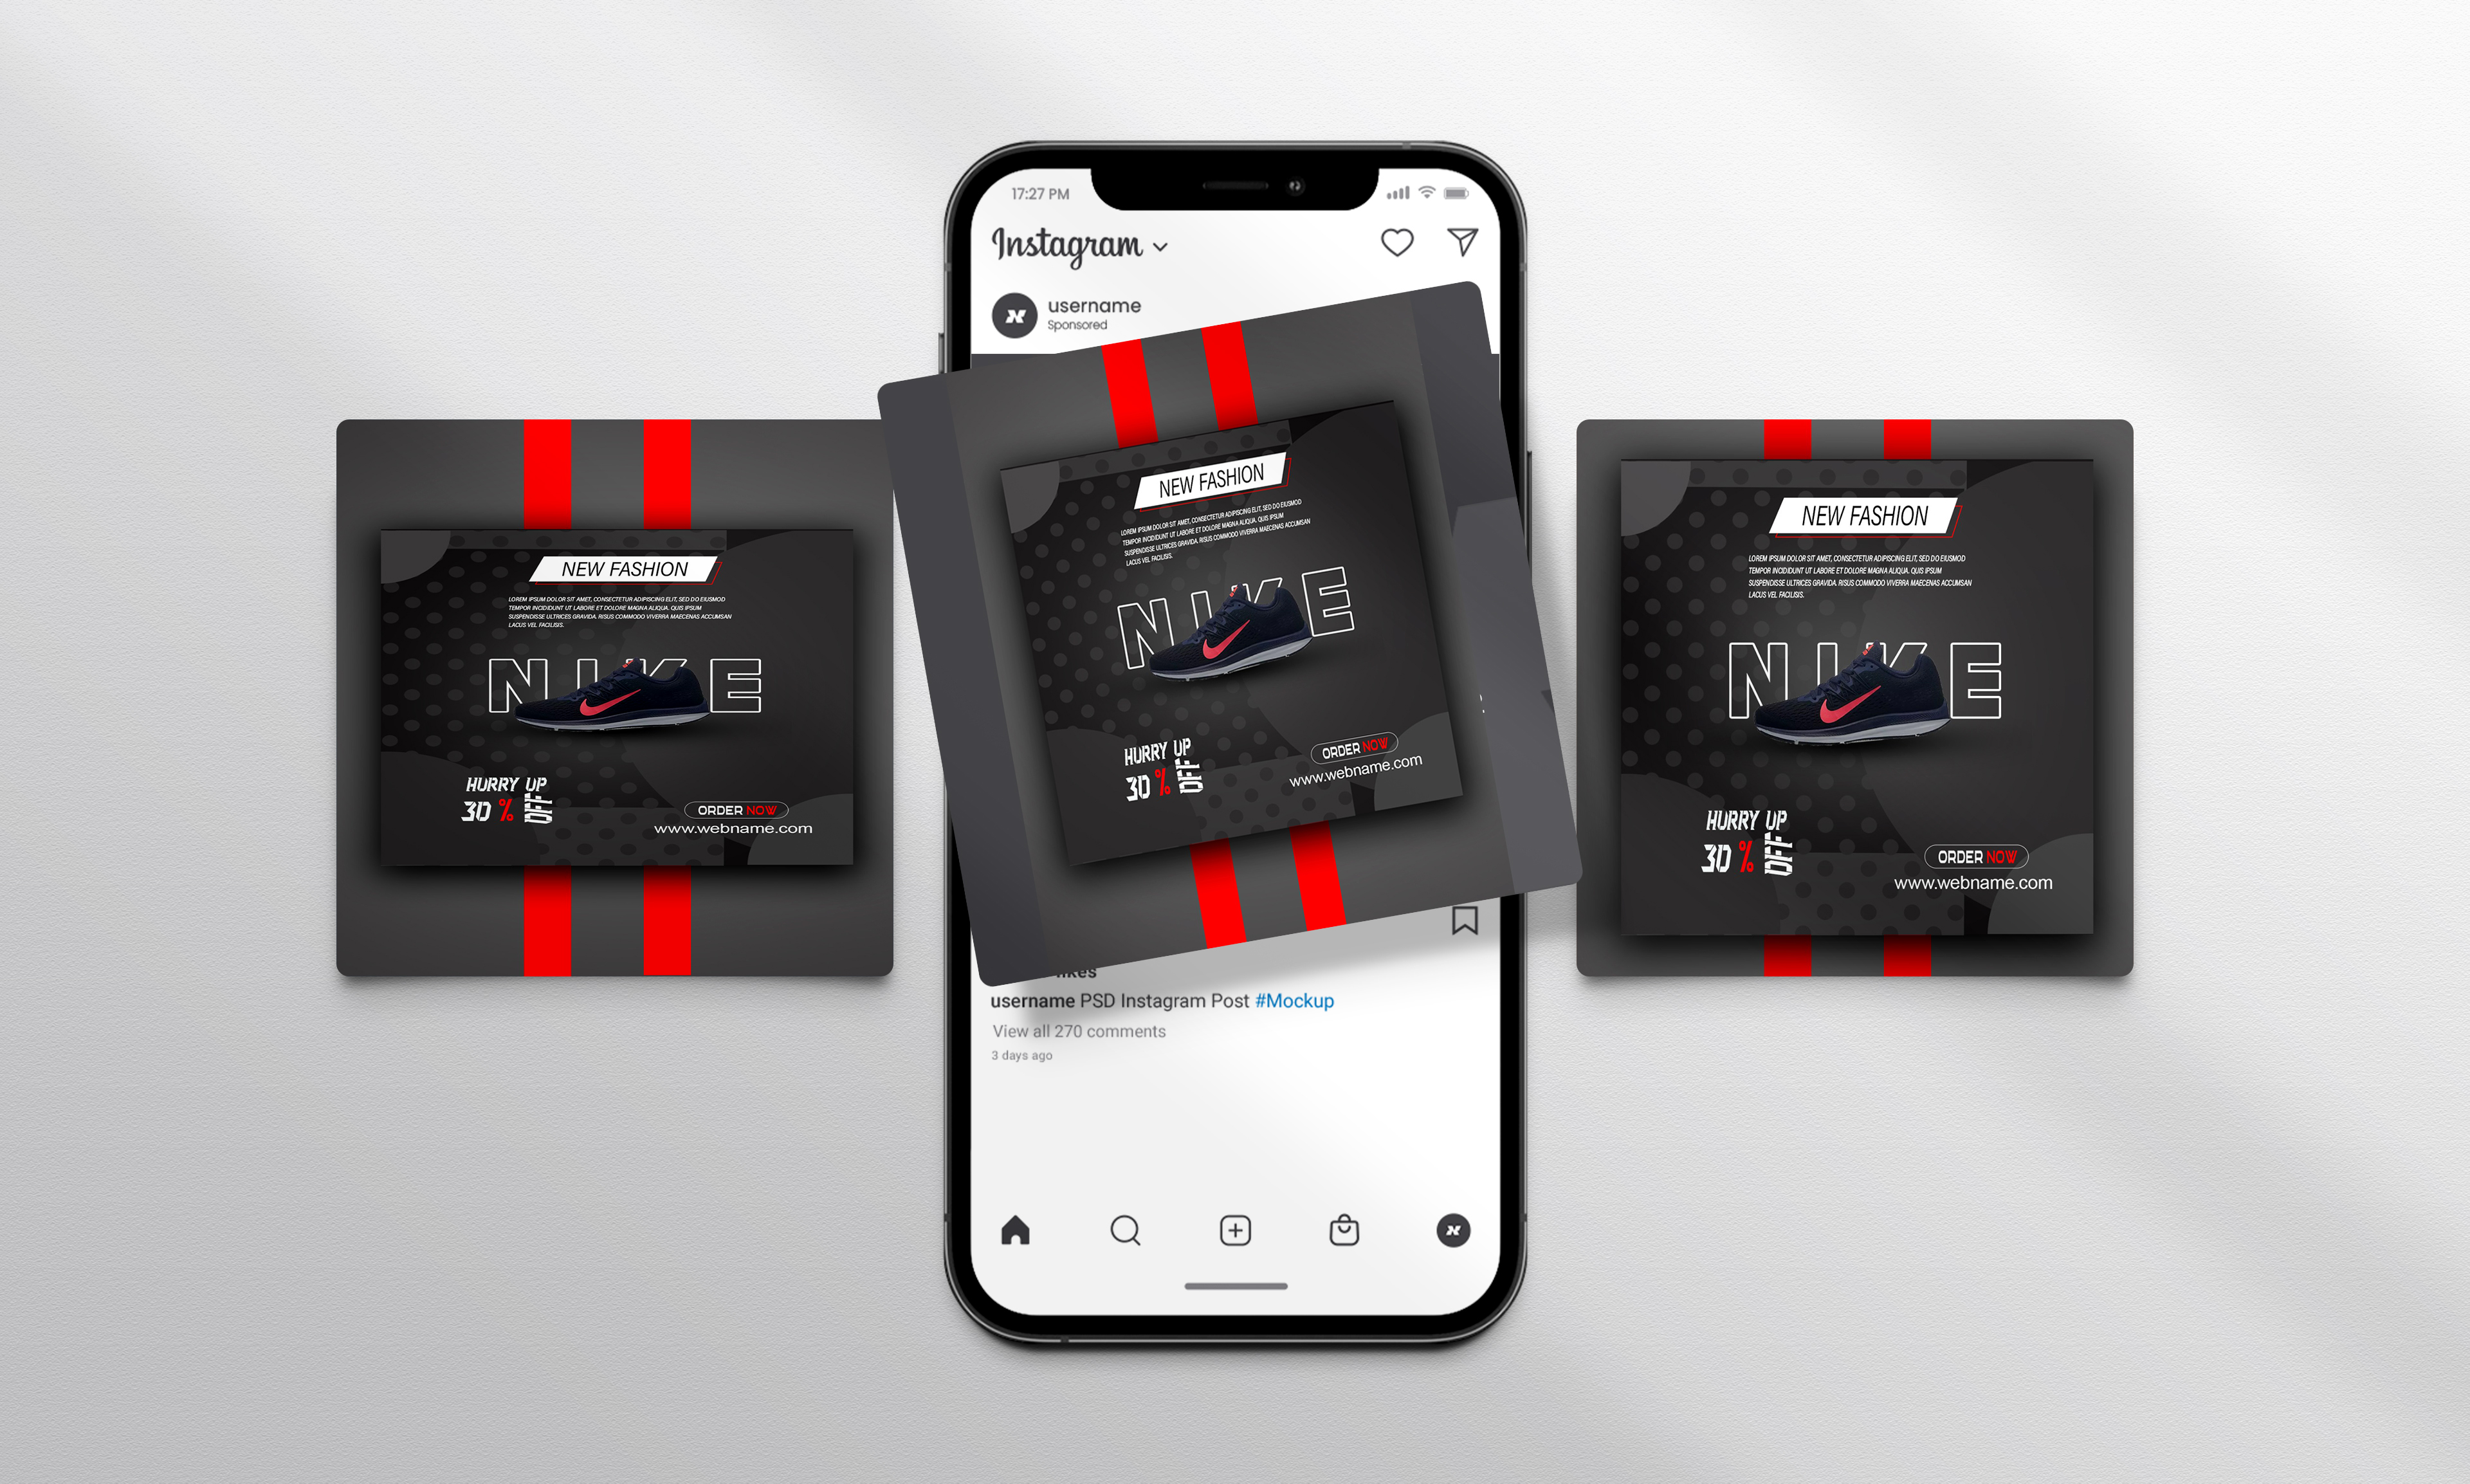 17:27 PM
Instagram
username
Sponsored
NEW FASHION
LOREM IPSUM DOLOR SIT AMET, CONSECTETUR ADIPISCING ELIT, SED DO EIUSMOD
TEMPOR INCIDIDUNT UT LABORE ET DOLORE MAGNA ALIQUA. QUIS IPSUM
SUSPENDISSE ULTRICES GRAVIDA. RISUS COMMODO VIVERRA MAECENAS ACCUMSAN
LACUS VEL FACILISIS.
NIKE
HURRY UP
30 % OFF
ORDER NOW
www.webname.com
NEW FASHION
LOREM IPSUM DOLOR SIT AMET, CONSECTETUR ADIPISCING ELIT, SED DO EIUSMOD
TEMPOR INCIDIDUNT UT LABORE ET DOLORE MAGNA ALIQUA. QUIS IPSUM
SUSPENDISSE ULTRICES GRAVIDA. RISUS COMMODO VIVERRA MAECENAS ACCUMSAN
LACUS VEL FACILISIS.
NIKE
HURRY UP
30 % OFF
ORDER NOW
www.webname.com
NEW FASHION
LOREM IPSUM DOLOR SIT AMET, CONSECTETUR ADIPISCING ELIT, SED DO EIUSMOD
TEMPOR INCIDIDUNT UT LABORE ET DOLORE MAGNA ALIQUA. QUIS IPSUM
SUSPENDISSE ULTRICES GRAVIDA. RISUS COMMODO VIVERRA MAECENAS ACCUMSAN
LACUS VEL FACILISIS.
NIKE
HURRY UP
30 % OFF
ORDER NOW
www.webname.com
likes
username PSD Instagram Post #Mockup
View all 270 comments
3 days ago